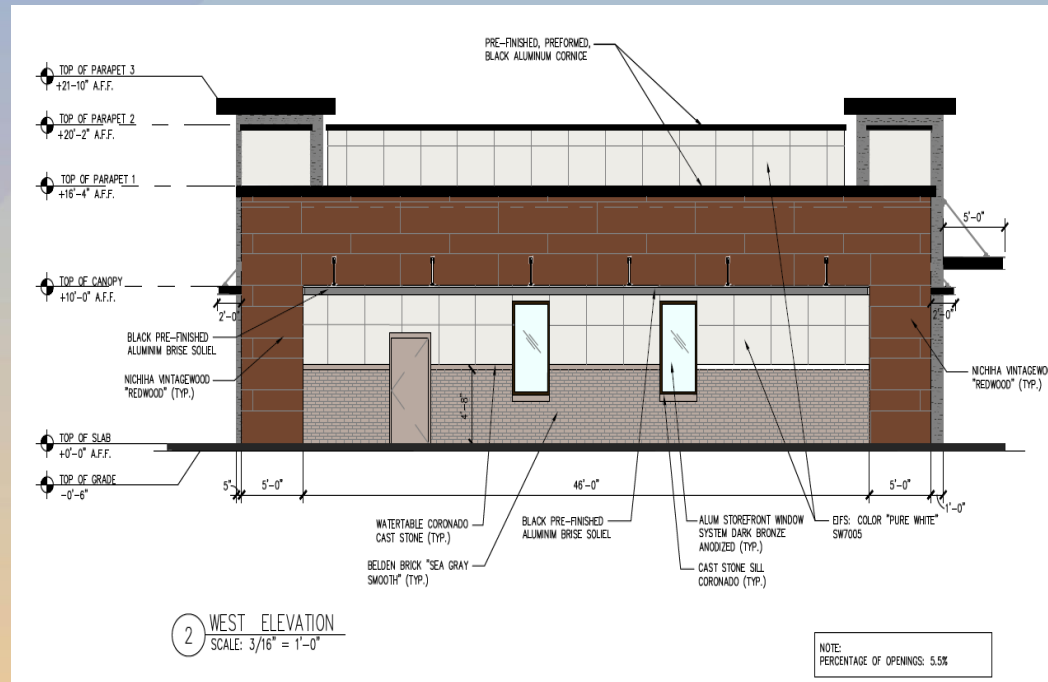 PRE-FINISHED, PREFORMED,
BLACK ALUMINUM CORNICE
TOP OF PARAPET 3
+21-10" A.F.F.
TOP OF PARAPET 2
+20'-2" A.F.F.
TOP OF PARAPET 1
+16'-4" A.F.F.
5'-0"
TOP OF CANOPY
+10'-0" A.F.F.
2'-0"
2'-0"
BLACK PRE-FINISHED
ALUMINIM BRISE SOLIEL
NICHIHA VINTAGEWOOD
"REDWOOD" (TYP.)
NICHIHA VINTAGEWO
"REDWOOD" (TYP.)
4'-8"
TOP OF SLAB
+0'-0" A.F.F.
TOP OF GRADE
-0'-6"
5"
5'-0"
46'-0"
5'-0"
1'-0"
WATERTABLE CORONADO
CAST STONE (TYP.)
BLACK PRE-FINISHED
ALUMINIM BRISE SOLIEL
ALUM STOREFRONT WINDOW
SYSTEM DARK BRONZE
ANODIZED (TYP.)
EIFS: COLOR "PURE WHITE"
SW7005
BELDEN BRICK "SEA GRAY
SMOOTH" (TYP.)
CAST STONE SILL
CORONADO (TYP.)
2 WEST ELEVATION
SCALE: 3/16" = 1'-0"
NOTE:
PERCENTAGE OF OPENINGS: 5.5%